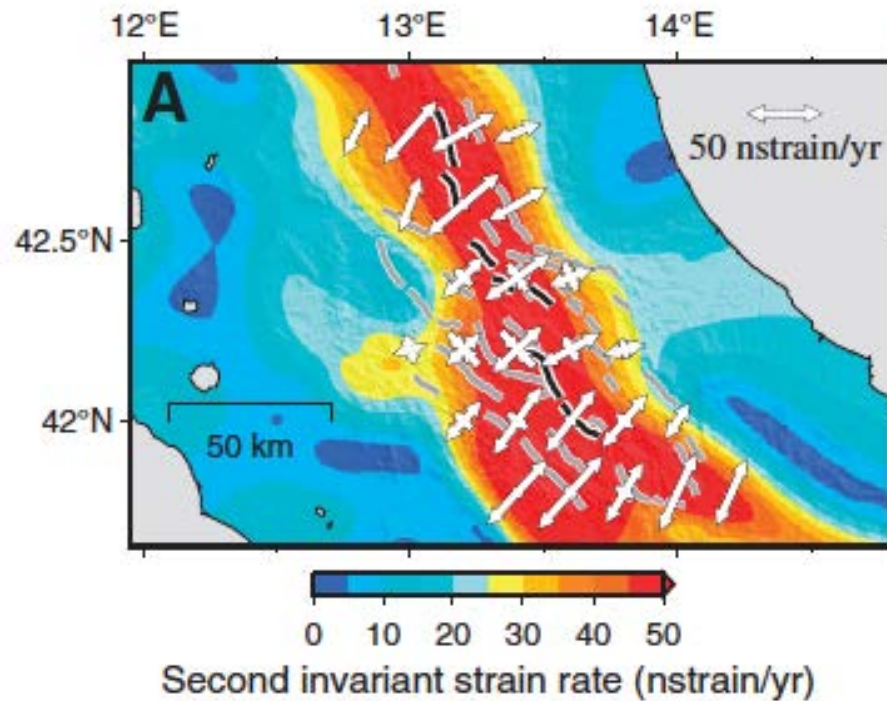 12°E 13°E 14°E
A
50 nstrain/yr
42.5°N
42°N
50 km
0 10 20 30 40 50
Second invariant strain rate (nstrain/yr)